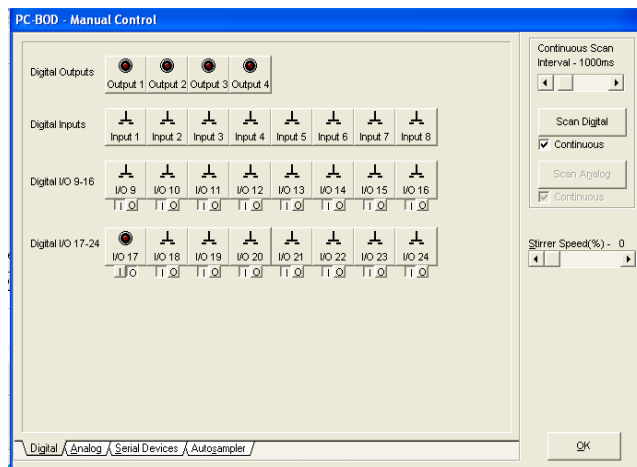 PC-BOD - Manual Control
Digital Outputs
Output 1 Output 2 Output 3 Output 4
Digital Inputs
Input 1 Input 2 Input 3 Input 4 Input 5 Input 6 Input 7 Input 8
Digital I/O 9-16
I/O 9 I/O 10 I/O 11 I/O 12 I/O 13 I/O 14 I/O 15 I/O 16
I O I O I O I O I O I O I O I O
Digital I/O 17-24
I/O 17 I/O 18 I/O 19 I/O 20 I/O 21 I/O 22 I/O 23 I/O 24
I O I O I O I O I O I O I O I O
Digital Analog Serial Devices Autosampler
Continuous Scan
Interval - 1000ms
Scan Digital
Continuous
Scan Analog
Continuous
Stirrer Speed(%) - 0
OK